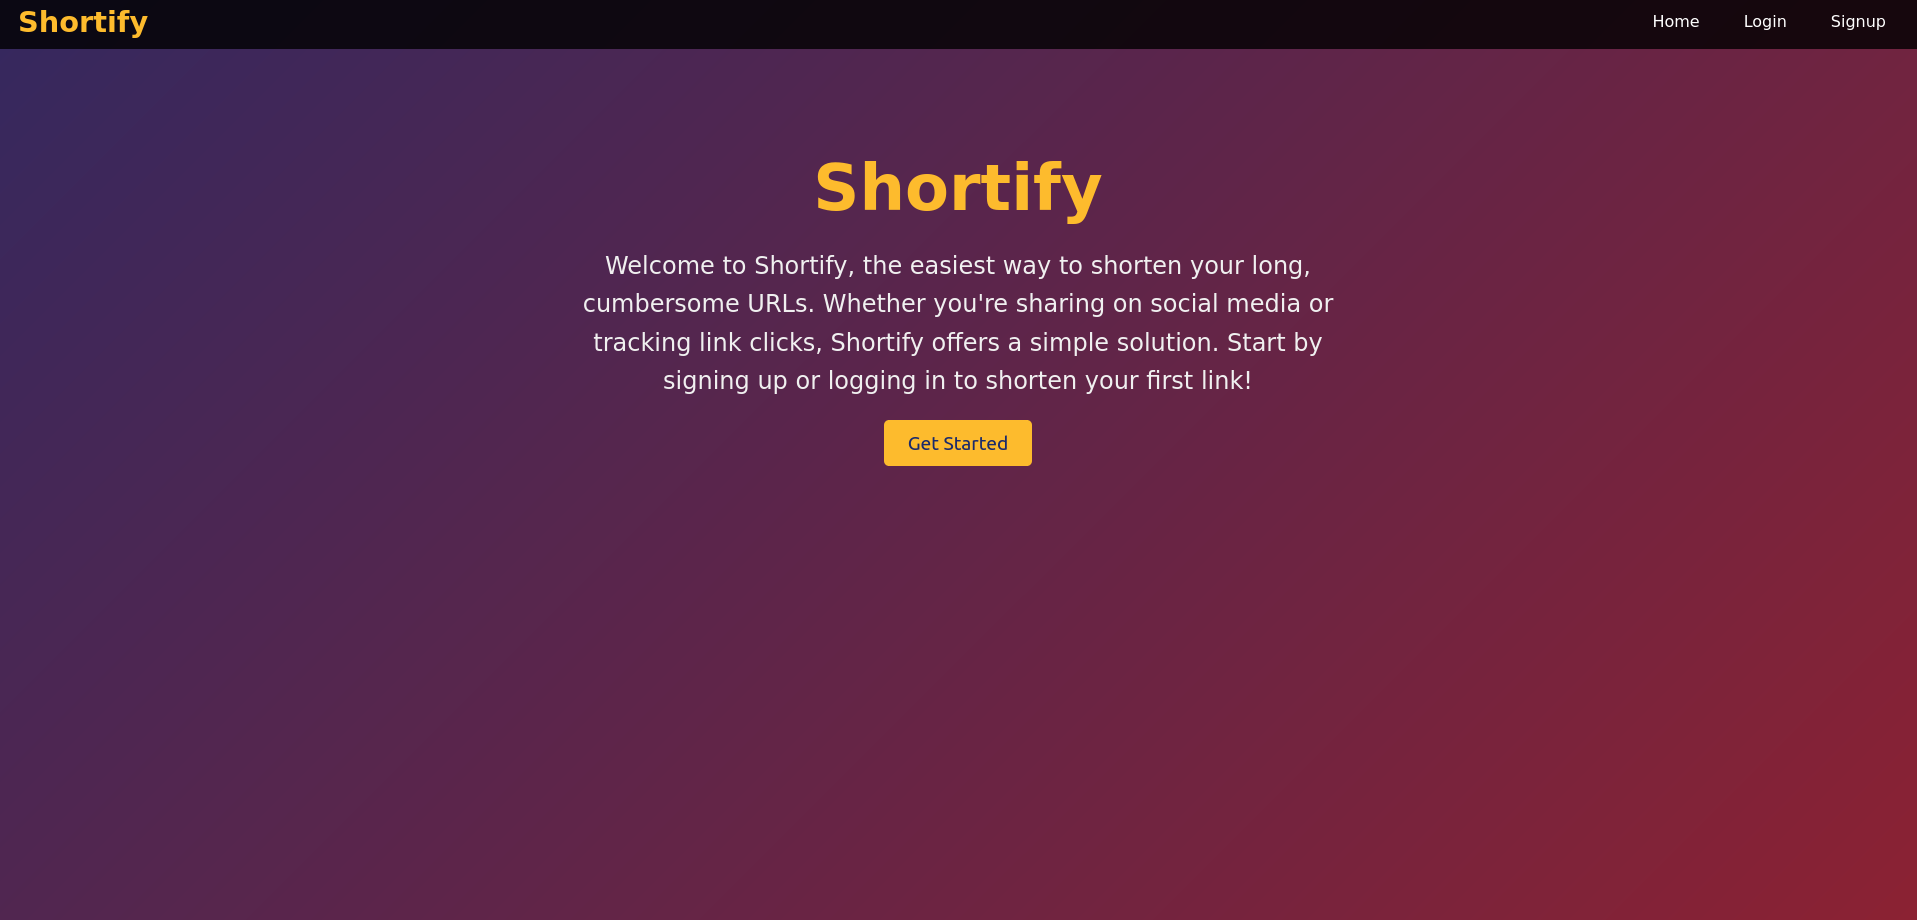 Shortify
Home Login Signup
Shortify
Welcome to Shortify, the easiest way to shorten your long,
cumbersome URLs. Whether you're sharing on social media or
tracking link clicks, Shortify offers a simple solution. Start by
signing up or logging in to shorten your first link!
Get Started